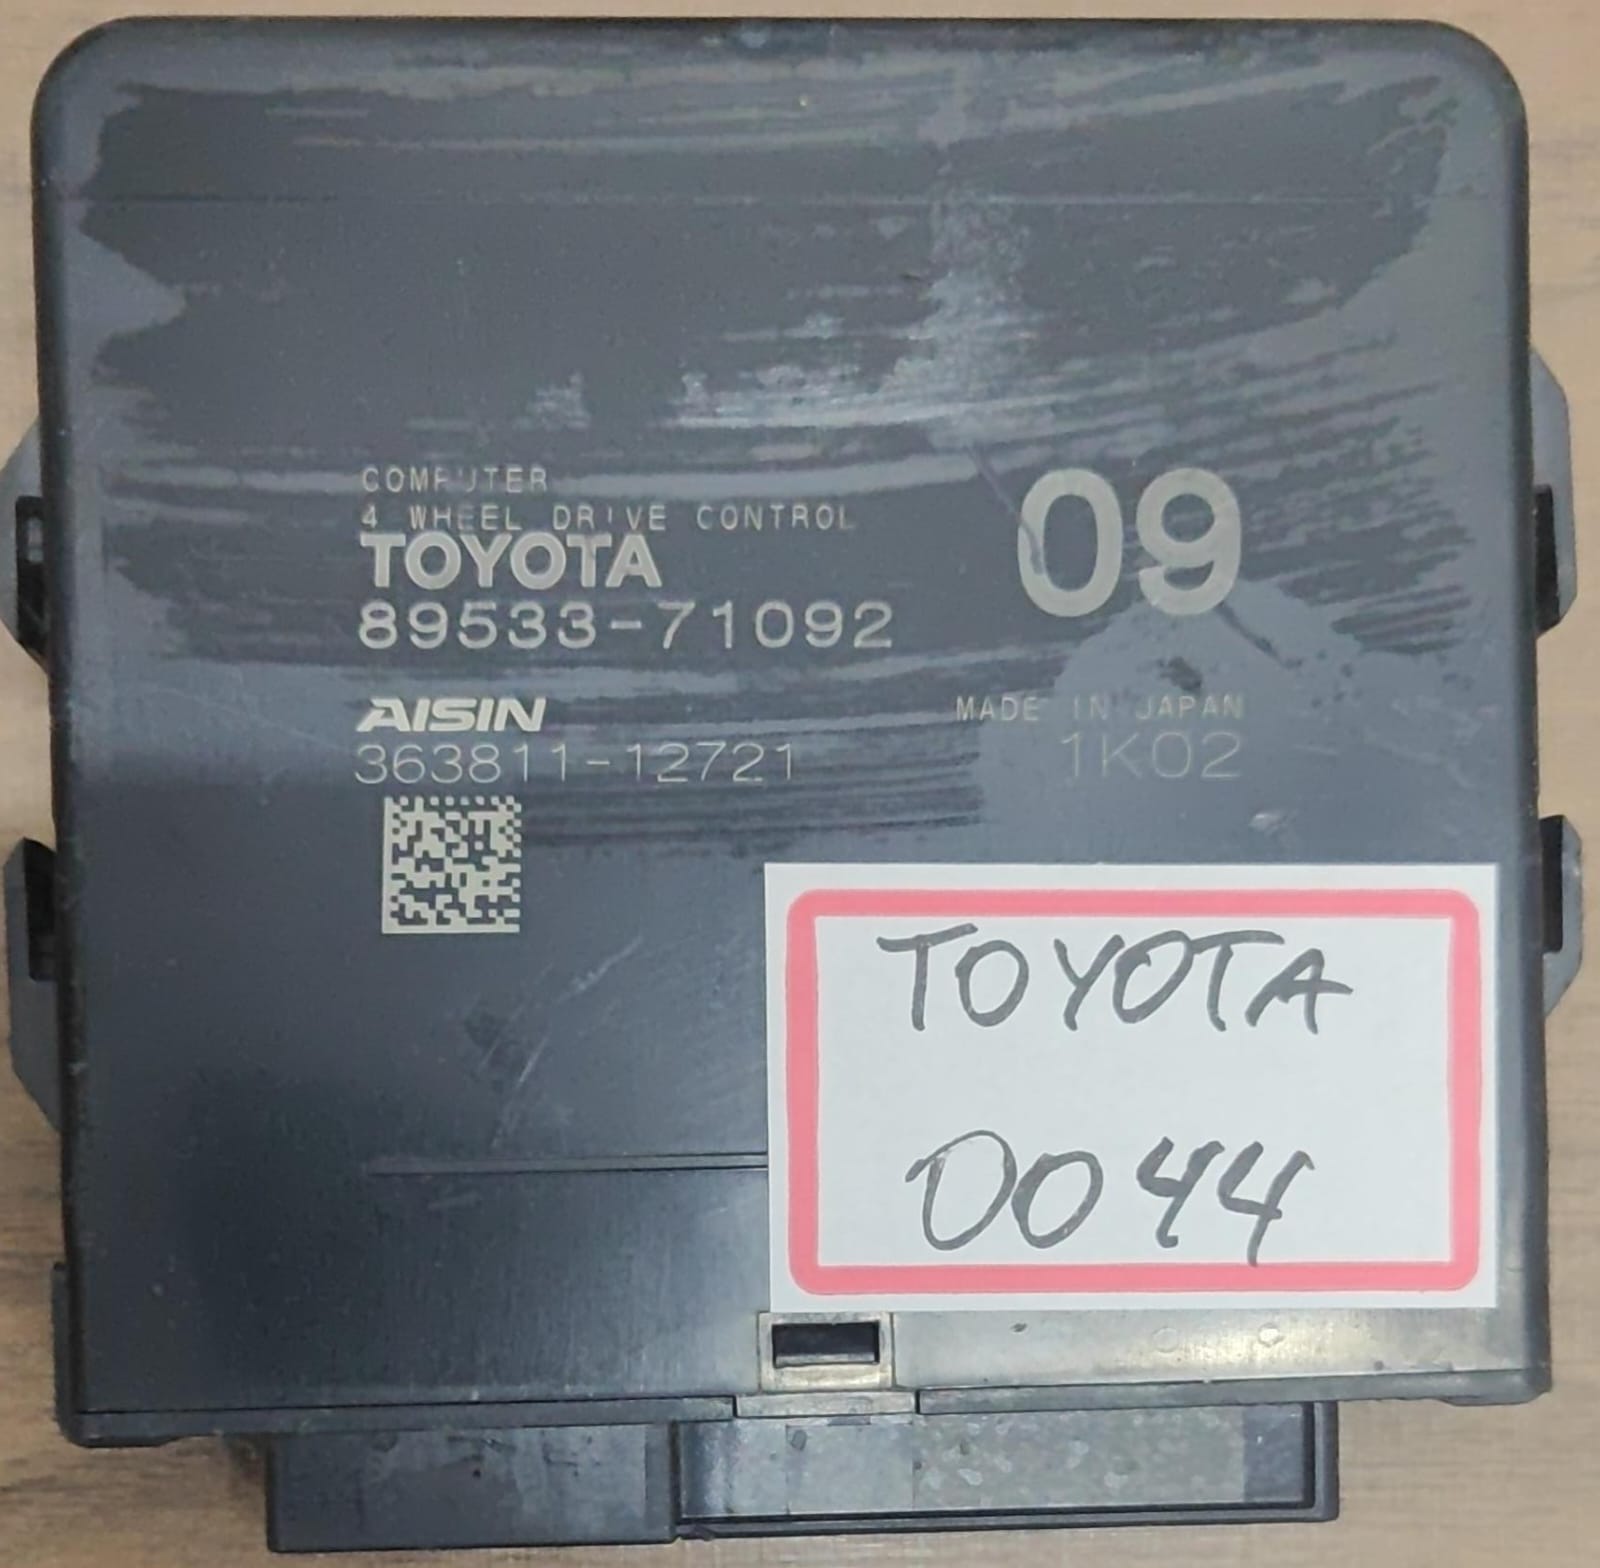 COMPUTER
4 WHEEL DRIVE CONTROL
TOYOTA
89533-71092
09
AISIN
363811-12721
MADE IN JAPAN
1K02
TOYOTA
0044